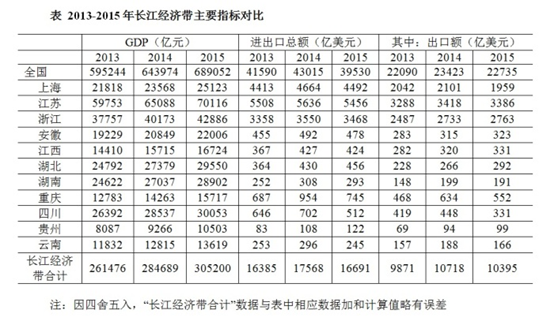 表 2013-2015年长江经济带主要指标对比
GDP（亿元） 进出口总额（亿美元） 其中：出口额（亿美元）
2013 2014 2015 2013 2014 2015 2013 2014 2015
全国 595244 643974 689052 41590 43015 39530 22090 23423 22735
上海 21818 23568 25123 4413 4664 4492 2042 2101 1959
江苏 59753 65088 70116 5508 5636 5456 3288 3418 3386
浙江 37757 40173 42886 3358 3550 3468 2487 2733 2763
安徽 19229 20849 22006 455 492 478 283 315 323
江西 14410 15715 16724 367 427 424 282 320 331
湖北 24792 27379 29550 364 430 456 228 266 292
湖南 24622 27037 28902 252 308 293 148 199 191
重庆 12783 14263 15717 687 954 745 468 634 552
四川 26392 28537 30053 646 702 512 419 448 331
贵州 8087 9266 10503 83 108 122 69 94 99
云南 11832 12815 13619 253 296 245 157 188 166
长江经济
带合计 261476 284689 305200 16385 17568 16691 9871 10718 10395
注：因四舍五入，“长江经济带合计”数据与表中相应数据加和计算值略有误差